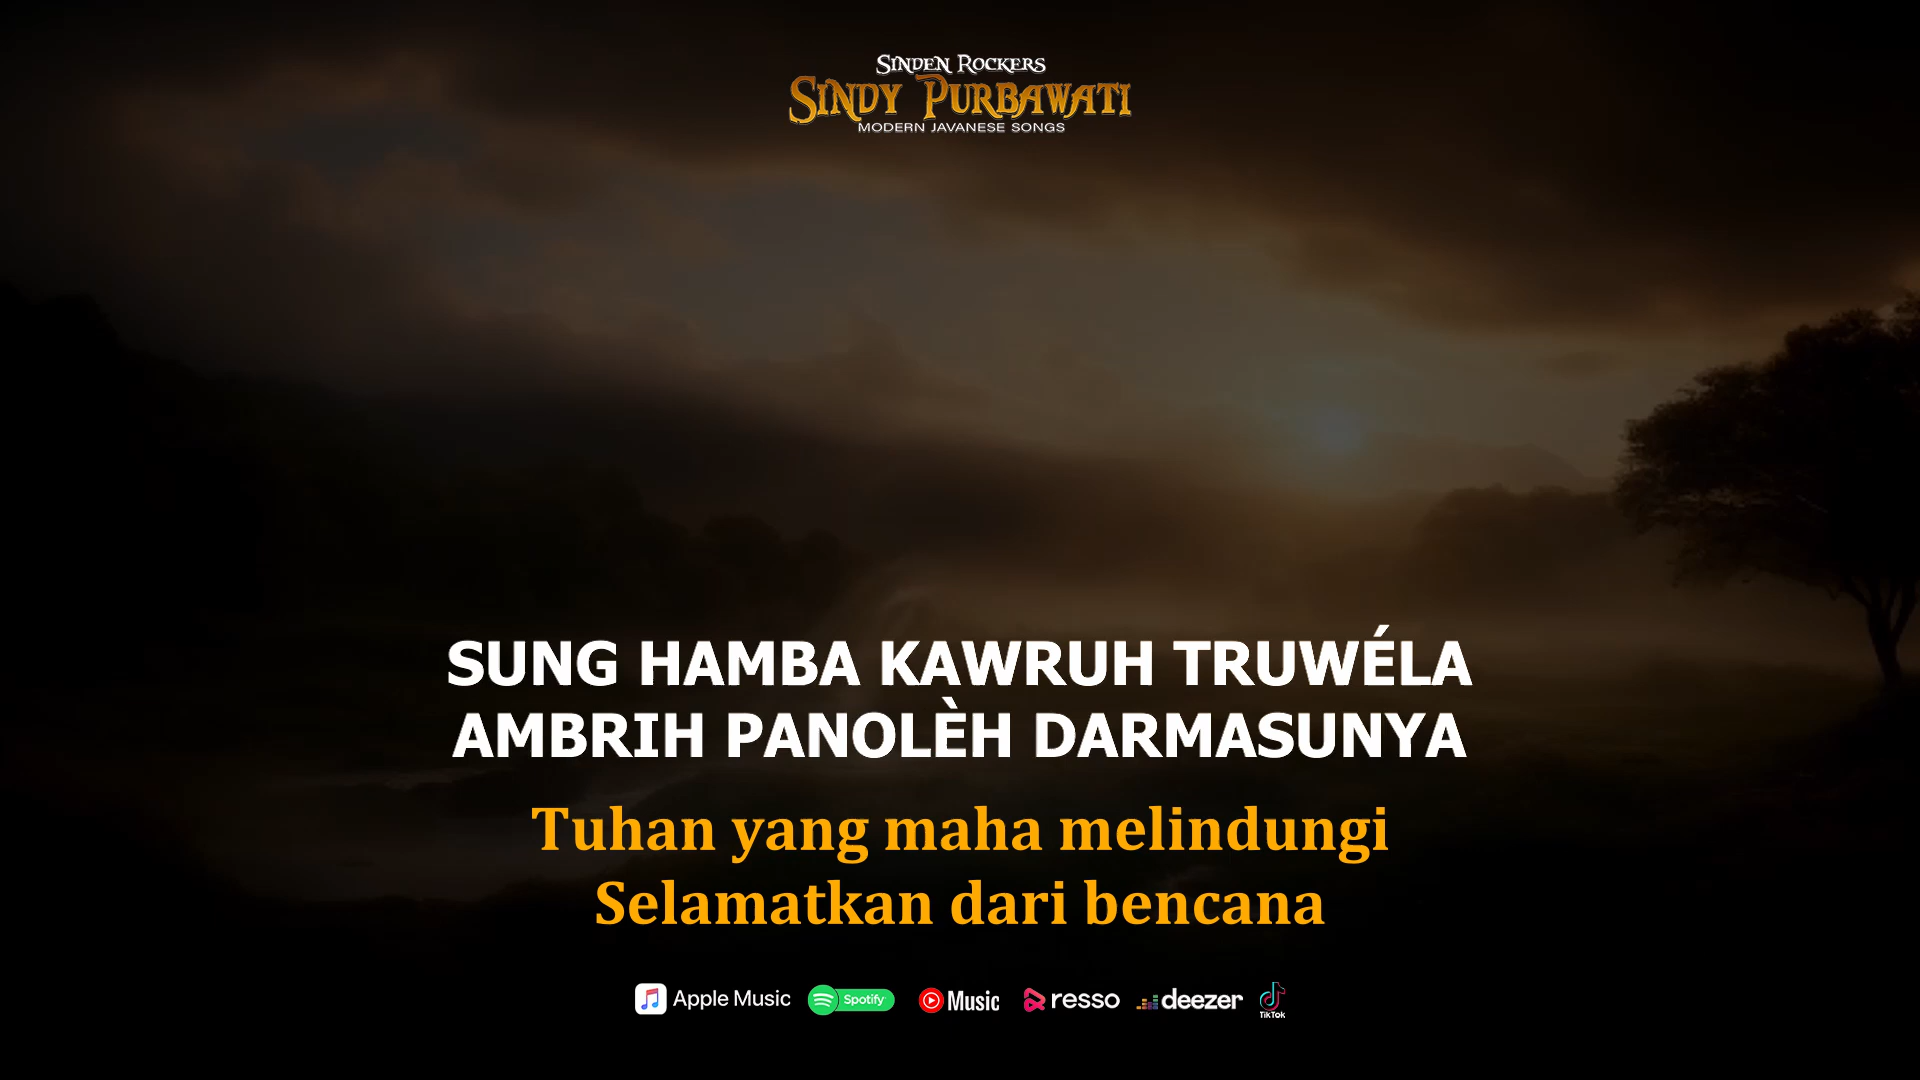 SINDEN ROCKERS
SINDY PURBAWATI
MODERN JAVANESE SONGS
SUNG HAMBA KAWRUH TRUWÉLA
AMBRIH PANOLÈH DARMASUNYA
Tuhan yang maha melindungi
Selamatkan dari bencana
Apple Music Spotify Music resso deezer TikTok